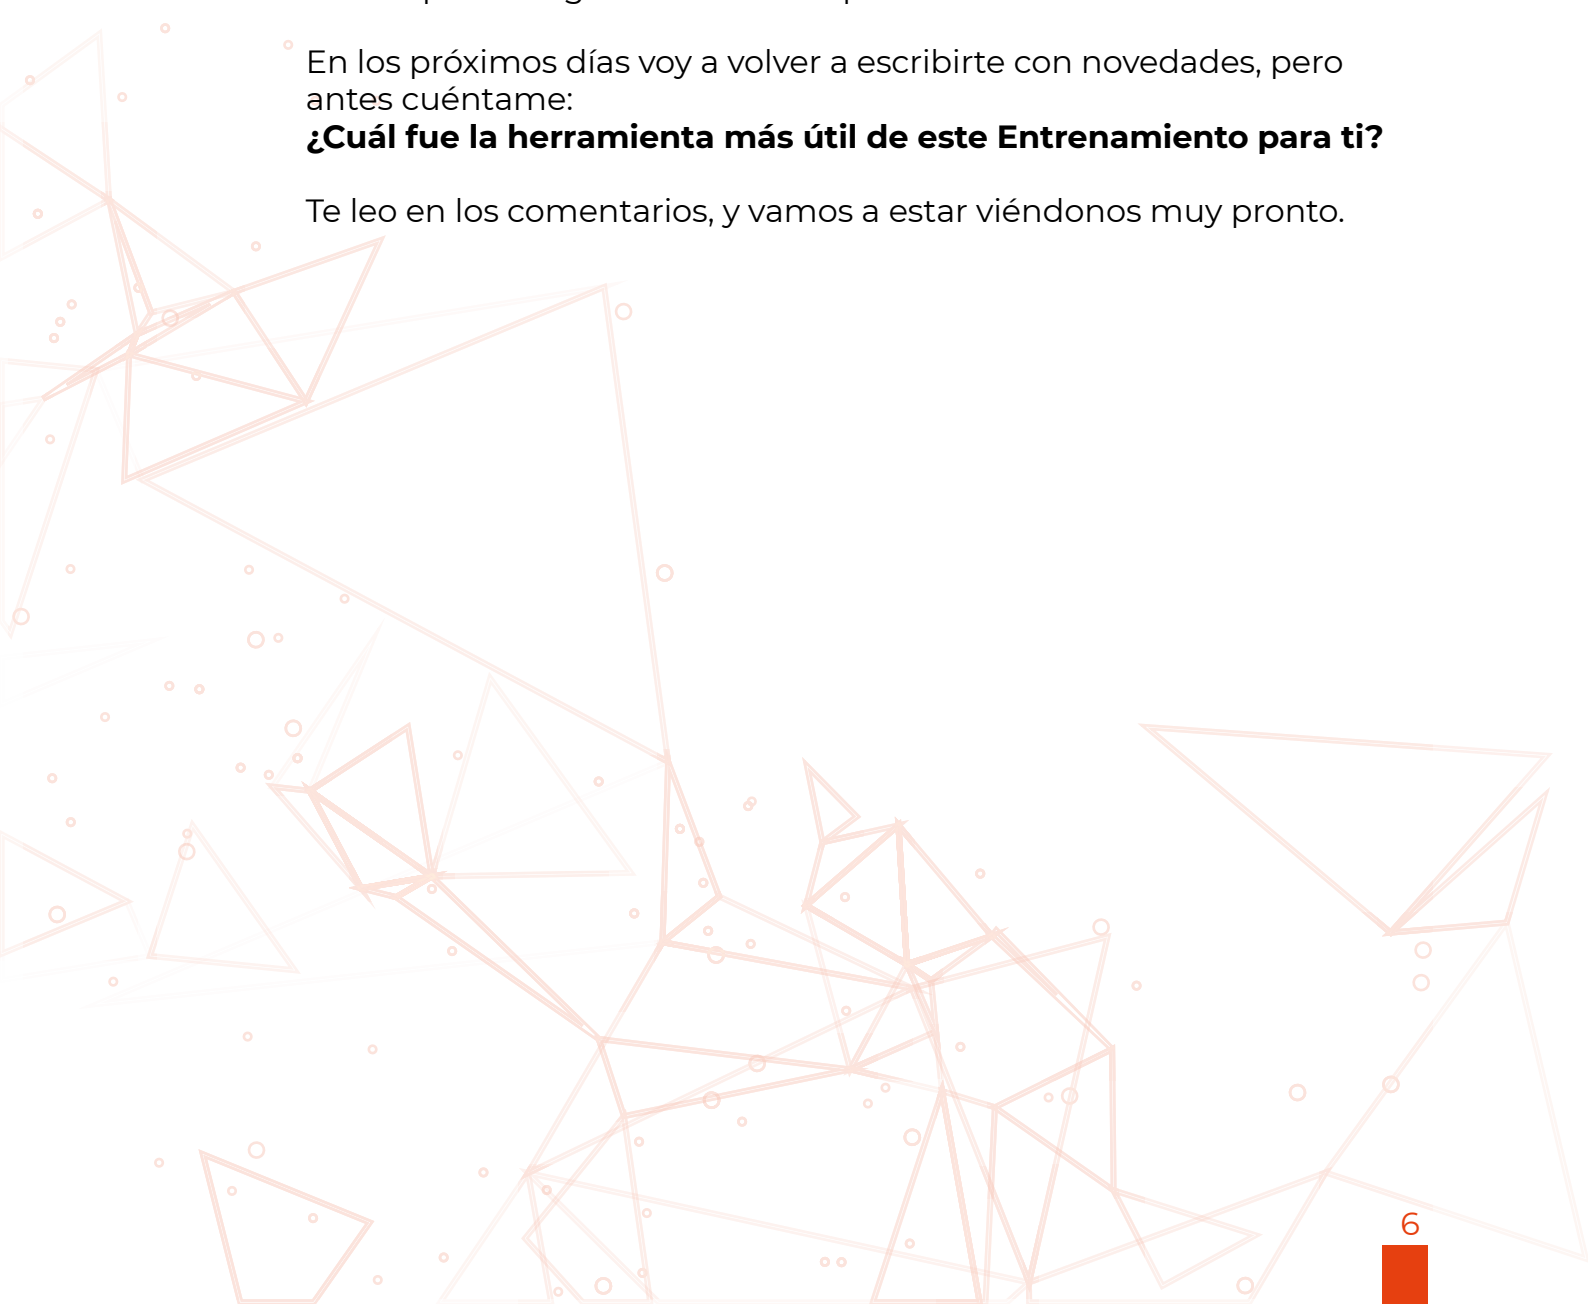 En los próximos días voy a volver a escribirte con novedades, pero
antes cuéntame:
¿Cuál fue la herramienta más útil de este Entrenamiento para ti?
Te leo en los comentarios, y vamos a estar viéndonos muy pronto.
6